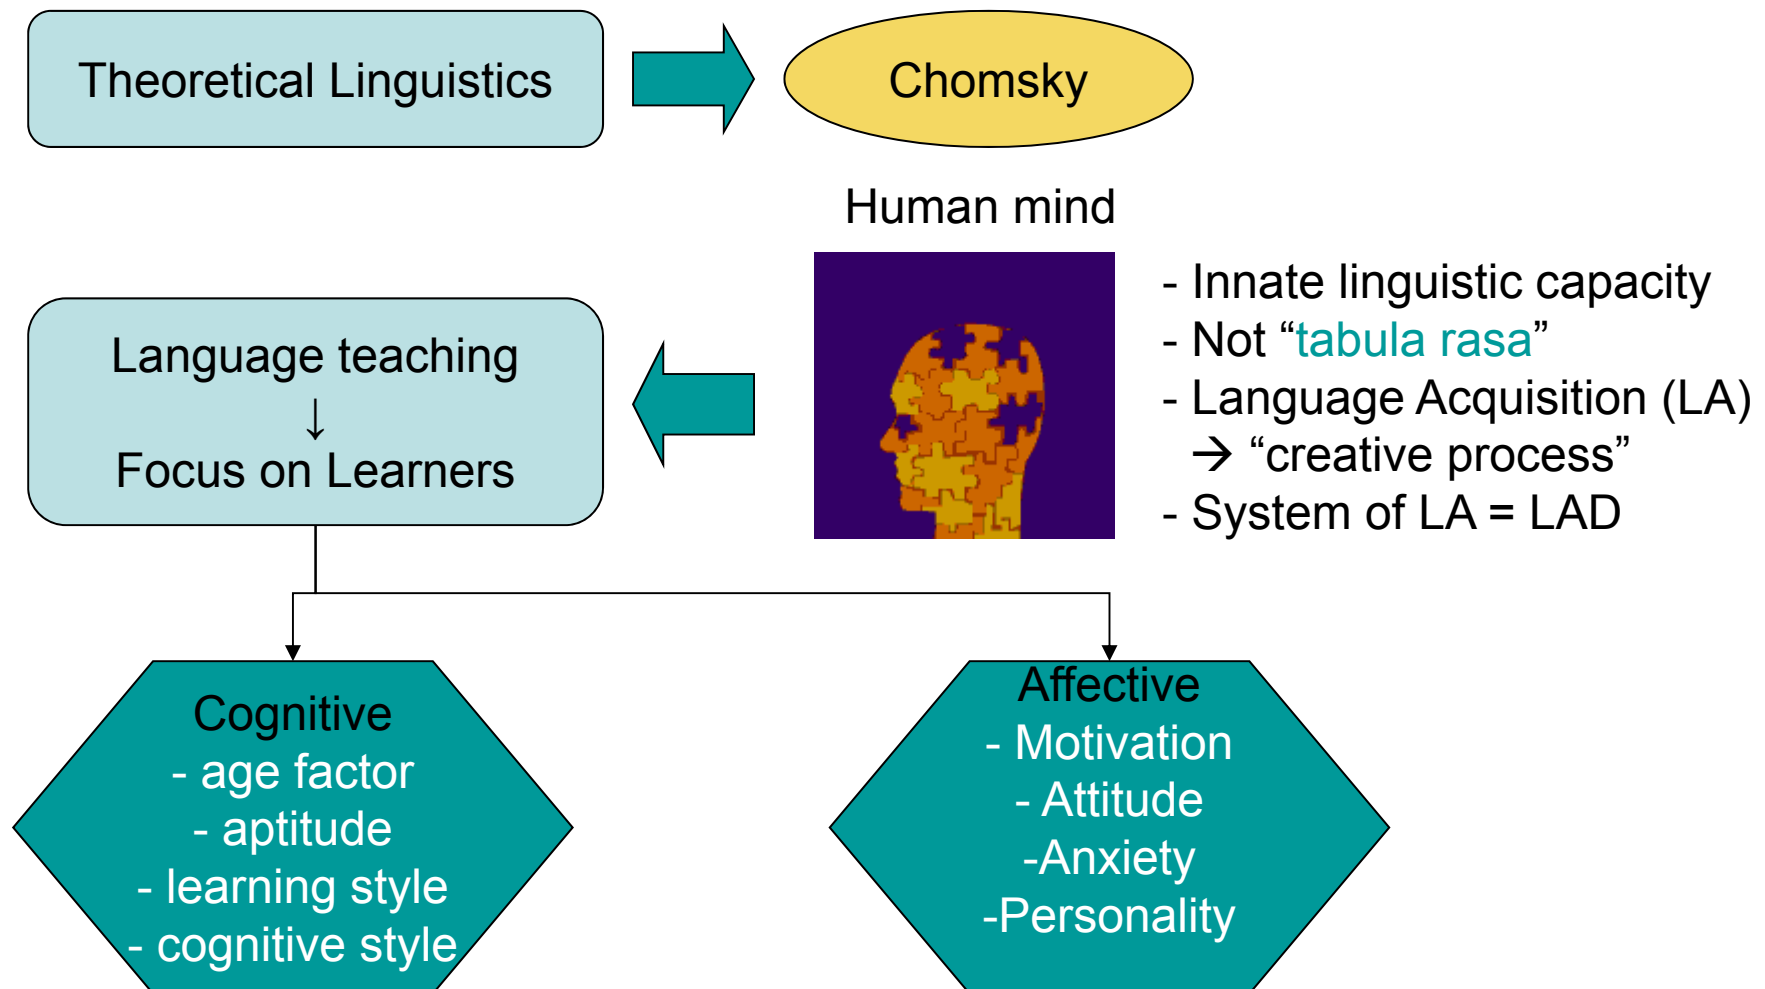 Theoretical Linguistics
Chomsky
Human mind
- Innate linguistic capacity
- Not “tabula rasa”
- Language Acquisition (LA)
→ “creative process”
- System of LA = LAD
Language teaching
↓
Focus on Learners
Cognitive
- age factor
- aptitude
- learning style
- cognitive style
Affective
- Motivation
- Attitude
-Anxiety
-Personality